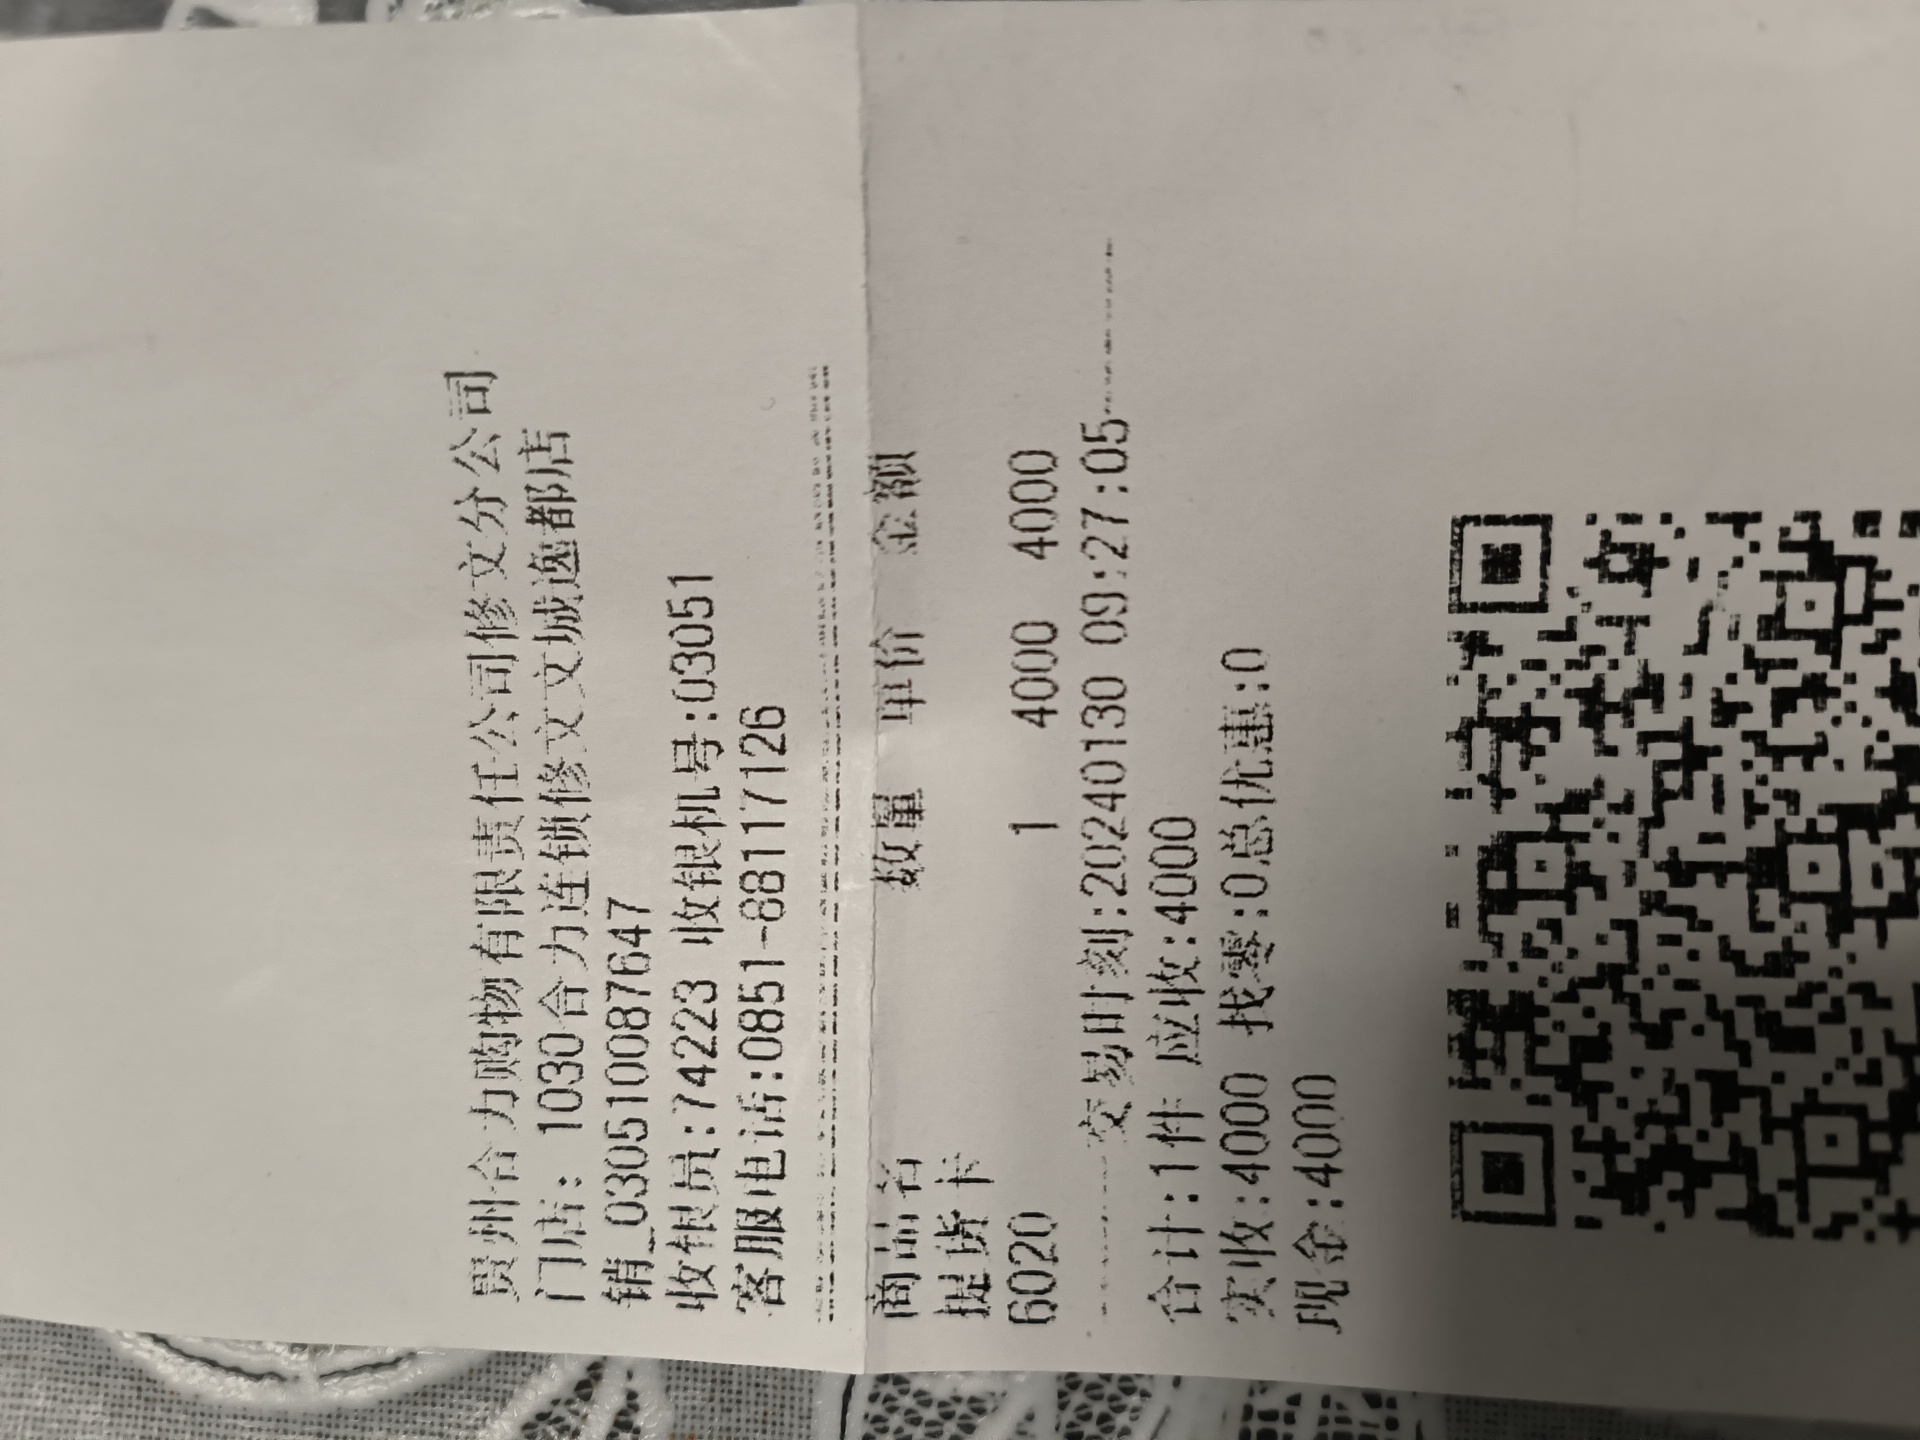 贵州合力购物有限责任公司修文分公司
门店: 1030合力连锁修文文城逸都店
销_030510087647
收银员:74223 收银机号:03051
客服电话:0851-88117126
商品名 数量 单价 金额
提货卡
6020 1 4000 4000
交易时刻:20240130 09:27:05
合计:1件 应收:4000
实收:4000 找零:0总优惠:0
现金:4000